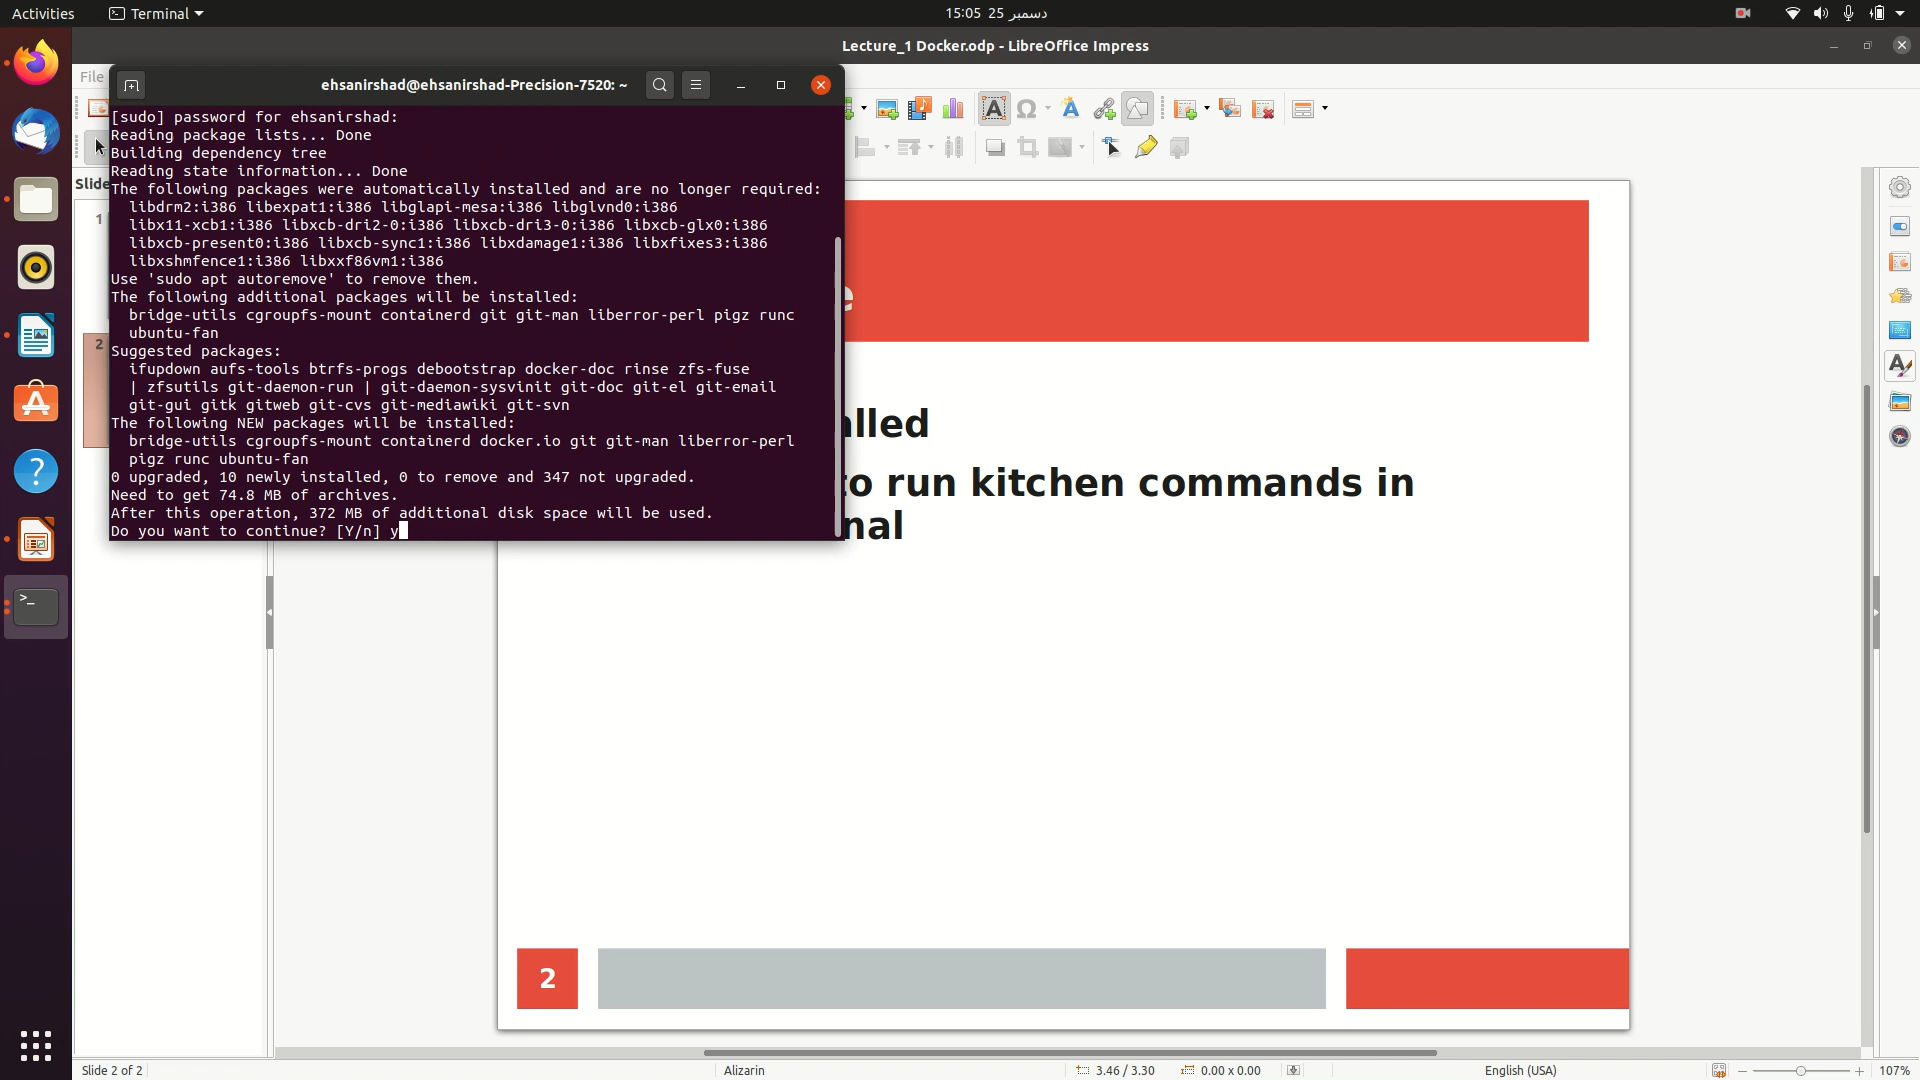 Activities
Terminal
15:05 25 دسمبر
Lecture_1 Docker.odp - LibreOffice Impress
File
ehsanirshad@ehsanirshad-Precision-7520: ~
[sudo] password for ehsanirshad:
Reading package lists... Done
Building dependency tree
Reading state information... Done
The following packages were automatically installed and are no longer required:
libdrm2:i386 libexpat1:i386 libglapi-mesa:i386 libglvnd0:i386
libx11-xcb1:i386 libxcb-dri2-0:i386 libxcb-dri3-0:i386 libxcb-glx0:i386
libxcb-present0:i386 libxcb-sync1:i386 libxdamage1:i386 libxfixes3:i386
libxshmfence1:i386 libxxf86vm1:i386
Use 'sudo apt autoremove' to remove them.
The following additional packages will be installed:
bridge-utils cgroupfs-mount containerd git git-man liberror-perl pigz runc
ubuntu-fan
Suggested packages:
ifupdown aufs-tools btrfs-progs debootstrap docker-doc rinse zfs-fuse
| zfsutils git-daemon-run | git-daemon-sysvinit git-doc git-el git-email
git-gui gitk gitweb git-cvs git-mediawiki git-svn
The following NEW packages will be installed:
bridge-utils cgroupfs-mount containerd docker.io git git-man liberror-perl
pigz runc ubuntu-fan
0 upgraded, 10 newly installed, 0 to remove and 347 not upgraded.
Need to get 74.8 MB of archives.
After this operation, 372 MB of additional disk space will be used.
Do you want to continue? [Y/n] y
Slide
1
2
e
alled
to run kitchen commands in
nal
2
Slide 2 of 2
Alizarin
3.46 / 3.30
0.00 x 0.00
English (USA)
107%